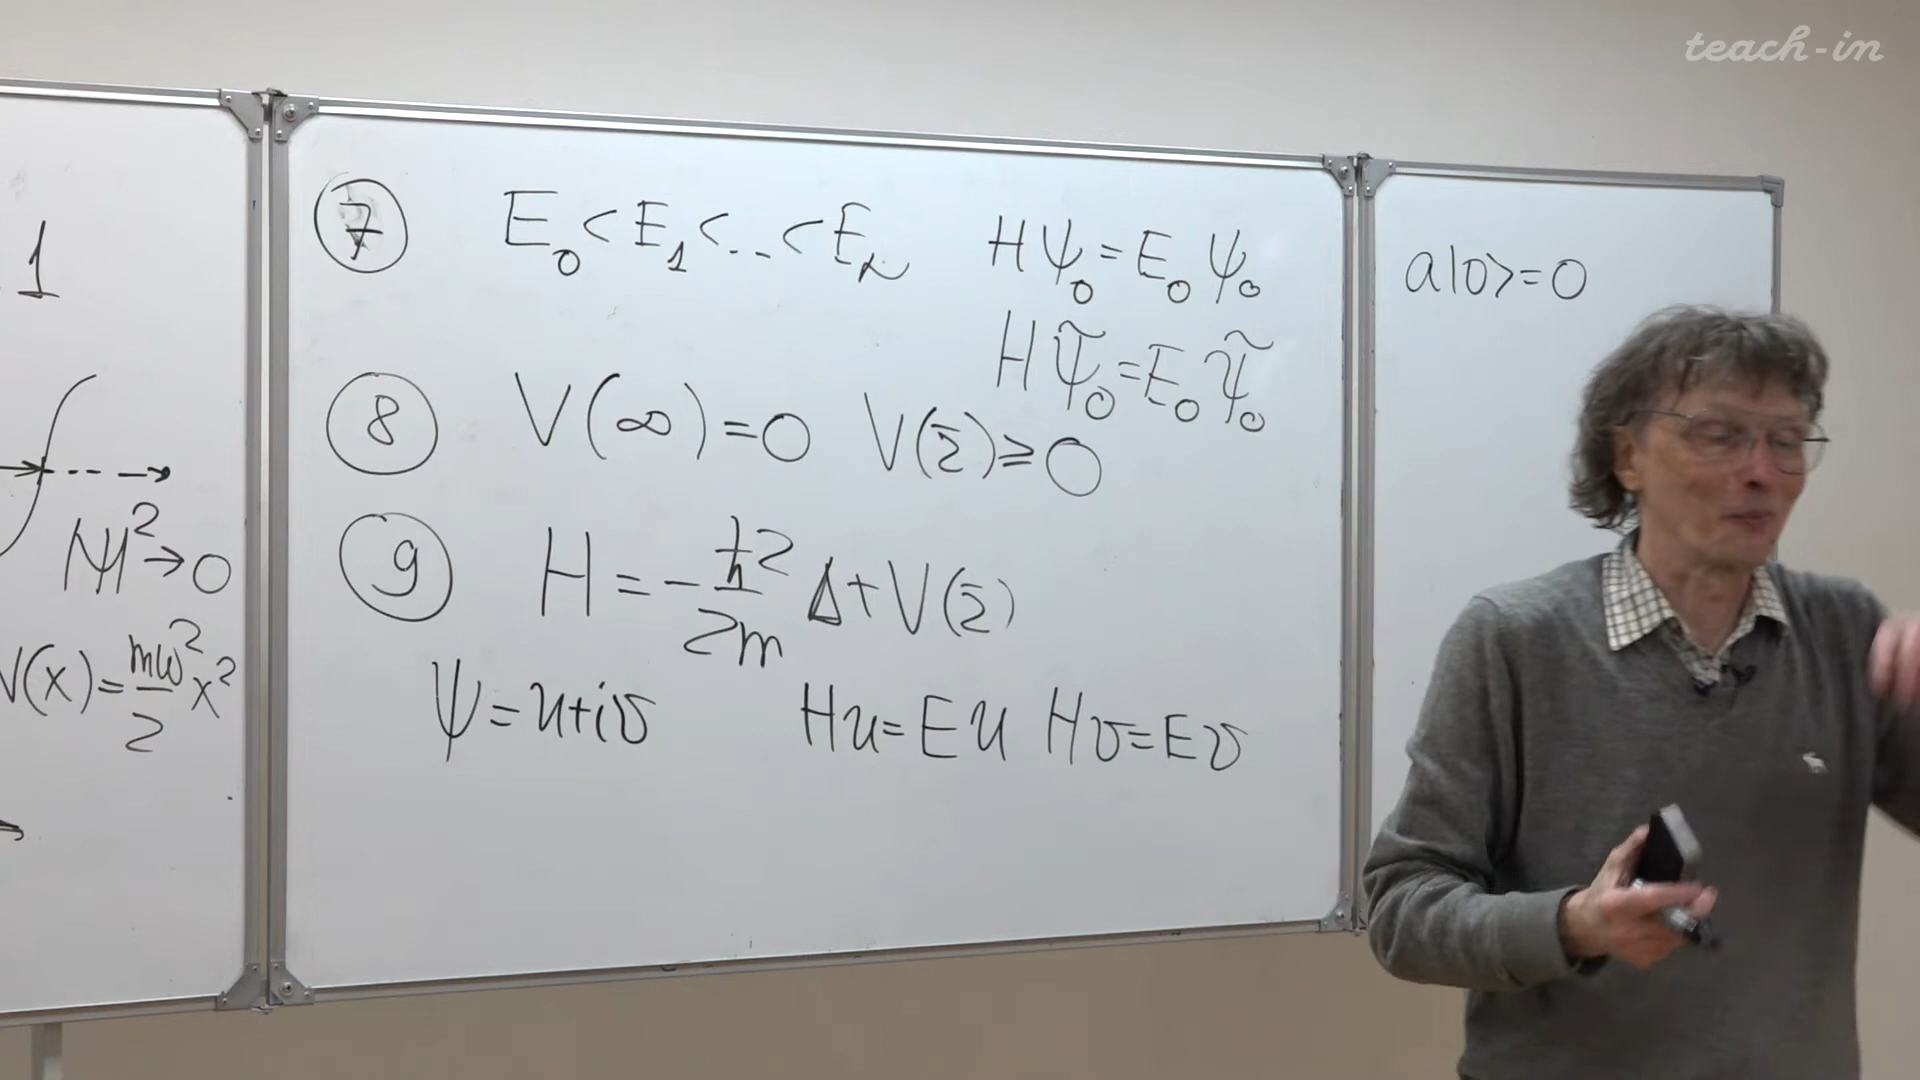 teach-in
1
|ψ|² → 0
V(x) = mω²/2 x²
⑦ E₀ < E₁ < ... < Eₙ Hψ₀ = E₀ψ₀
Hψ̃₀ = E₀ψ̃₀
⑧ V(∞) = 0 V(r̄) ≥ 0
⑨ H = -ħ²/2m Δ + V(r̄)
ψ = u + iv Hu = Eu Hv = Ev
a|0> = 0